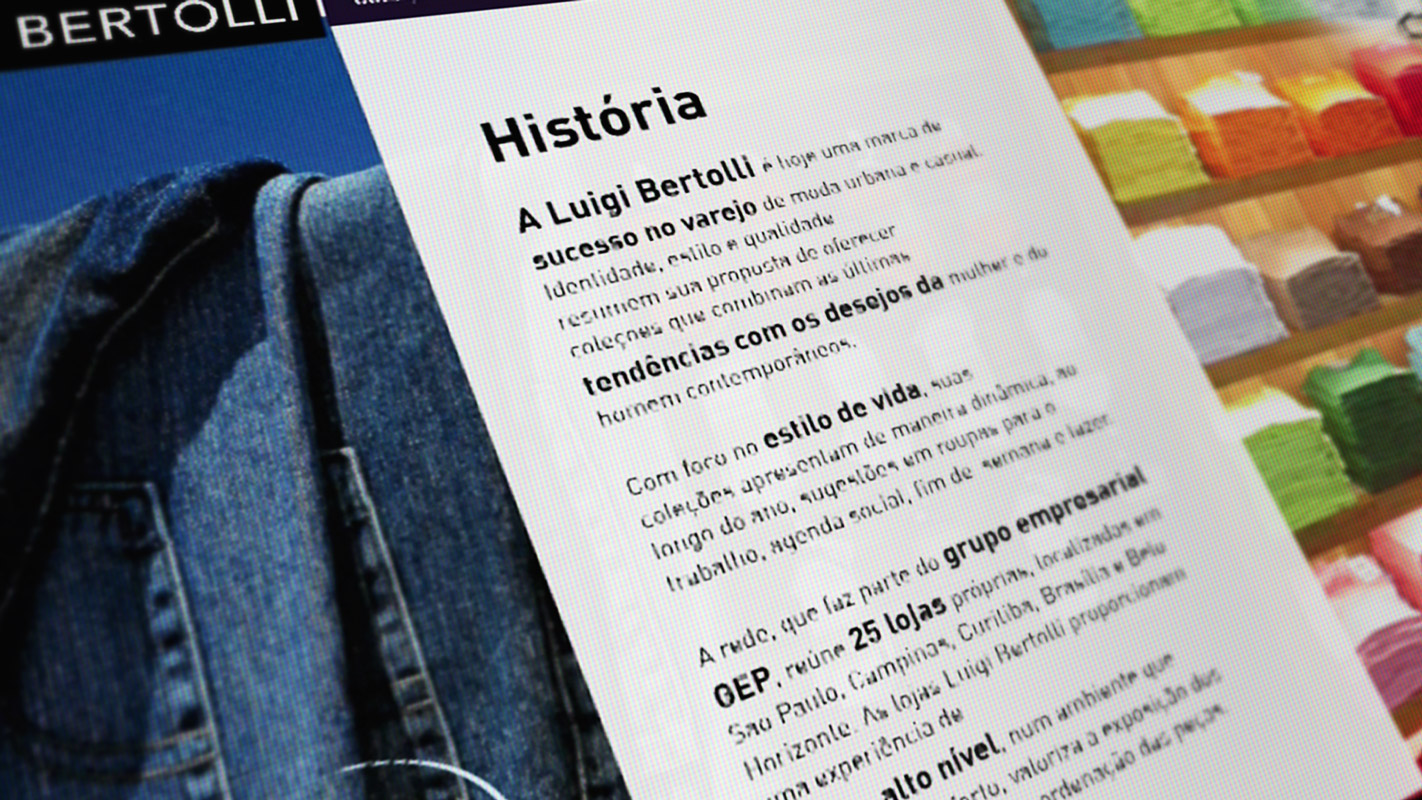 BERTOLLI
História
A Luigi Bertolli é hoje uma marca de
sucesso no varejo de moda urbana e casual.
Identidade, estilo e qualidade
resumem sua proposta de oferecer
coleções que combinam as últimas
tendências com os desejos da mulher e do
homem contemporâneos.
Com foco no estilo de vida, suas
coleções apresentam de maneira dinâmica, ao
longo do ano, sugestões em roupas para o
trabalho, agenda social, fim de semana e lazer.
A rede, que faz parte do grupo empresarial
GEP, reúne 25 lojas próprias, localizadas em
São Paulo, Campinas, Curitiba, Brasília e Belo
Horizonte. As lojas Luigi Bertolli proporcionam
uma experiência de
alto nível, num ambiente que
valoriza a exposição dos
das peças